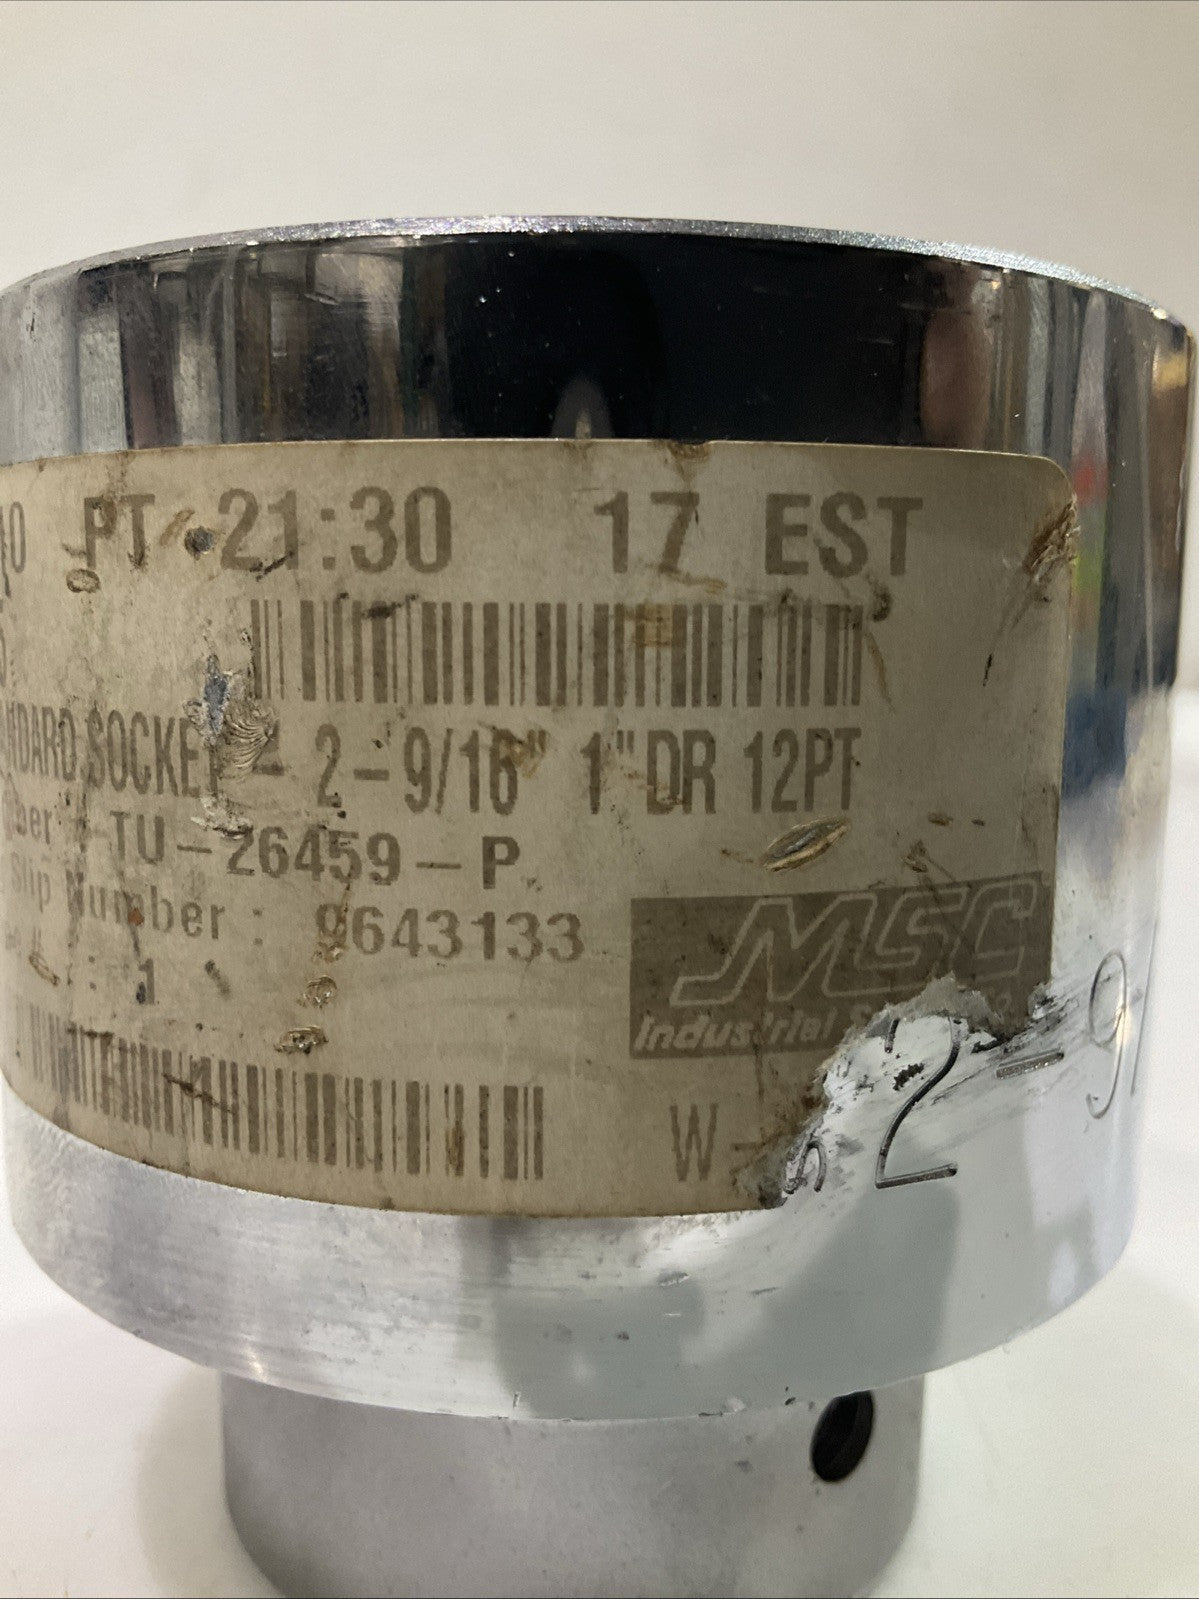 PT 21:30 17 EST
SOCKET - 2-9/16" 1" DR 12PT
TU-26459-P
Slip Number: 9643133
: 1
MSC
Industrial
W
2-9